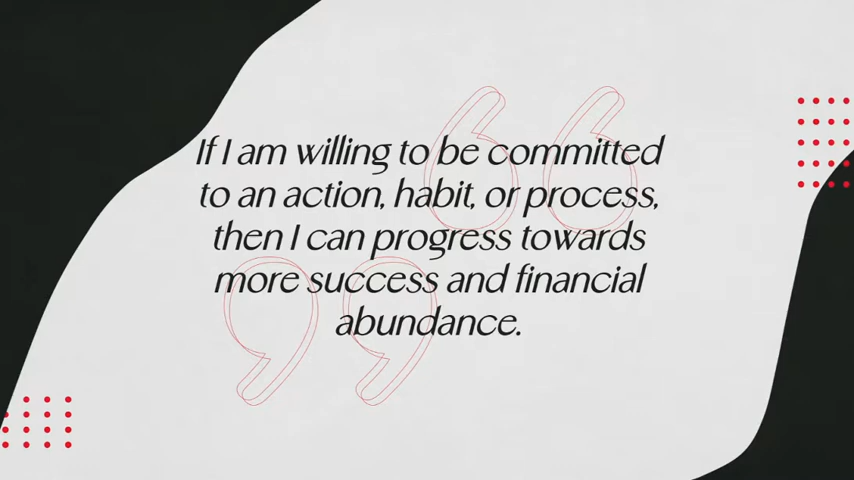 If I am willing to be committed
to an action, habit, or process,
then I can progress towards
more success and financial
abundance.